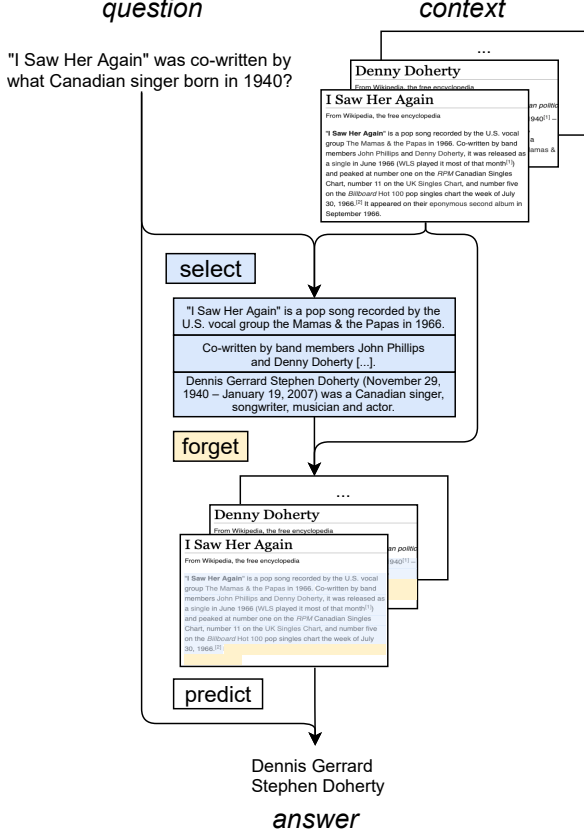 question
context
"I Saw Her Again" was co-written by
what Canadian singer born in 1940?
...
Denny Doherty
From Wikipedia, the free encyclopedia
an politic
940[1] –
a
amas &
I Saw Her Again
From Wikipedia, the free encyclopedia
"I Saw Her Again" is a pop song recorded by the U.S. vocal
group The Mamas & the Papas in 1966. Co-written by band
members John Phillips and Denny Doherty, it was released as
a single in June 1966 (WLS played it most of that month[1])
and peaked at number one on the RPM Canadian Singles
Chart, number 11 on the UK Singles Chart, and number five
on the Billboard Hot 100 pop singles chart the week of July
30, 1966.[2] It appeared on their eponymous second album in
September 1966.
select
"I Saw Her Again" is a pop song recorded by the
U.S. vocal group the Mamas & the Papas in 1966.
Co-written by band members John Phillips
and Denny Doherty [...].
Dennis Gerrard Stephen Doherty (November 29,
1940 – January 19, 2007) was a Canadian singer,
songwriter, musician and actor.
forget
...
Denny Doherty
From Wikipedia, the free encyclopedia
an politic
940[1] –
I Saw Her Again
From Wikipedia, the free encyclopedia
"I Saw Her Again" is a pop song recorded by the U.S. vocal
group The Mamas & the Papas in 1966. Co-written by band
members John Phillips and Denny Doherty, it was released as
a single in June 1966 (WLS played it most of that month[1])
and peaked at number one on the RPM Canadian Singles
Chart, number 11 on the UK Singles Chart, and number five
on the Billboard Hot 100 pop singles chart the week of July
30, 1966.[2]
predict
Dennis Gerrard
Stephen Doherty
answer